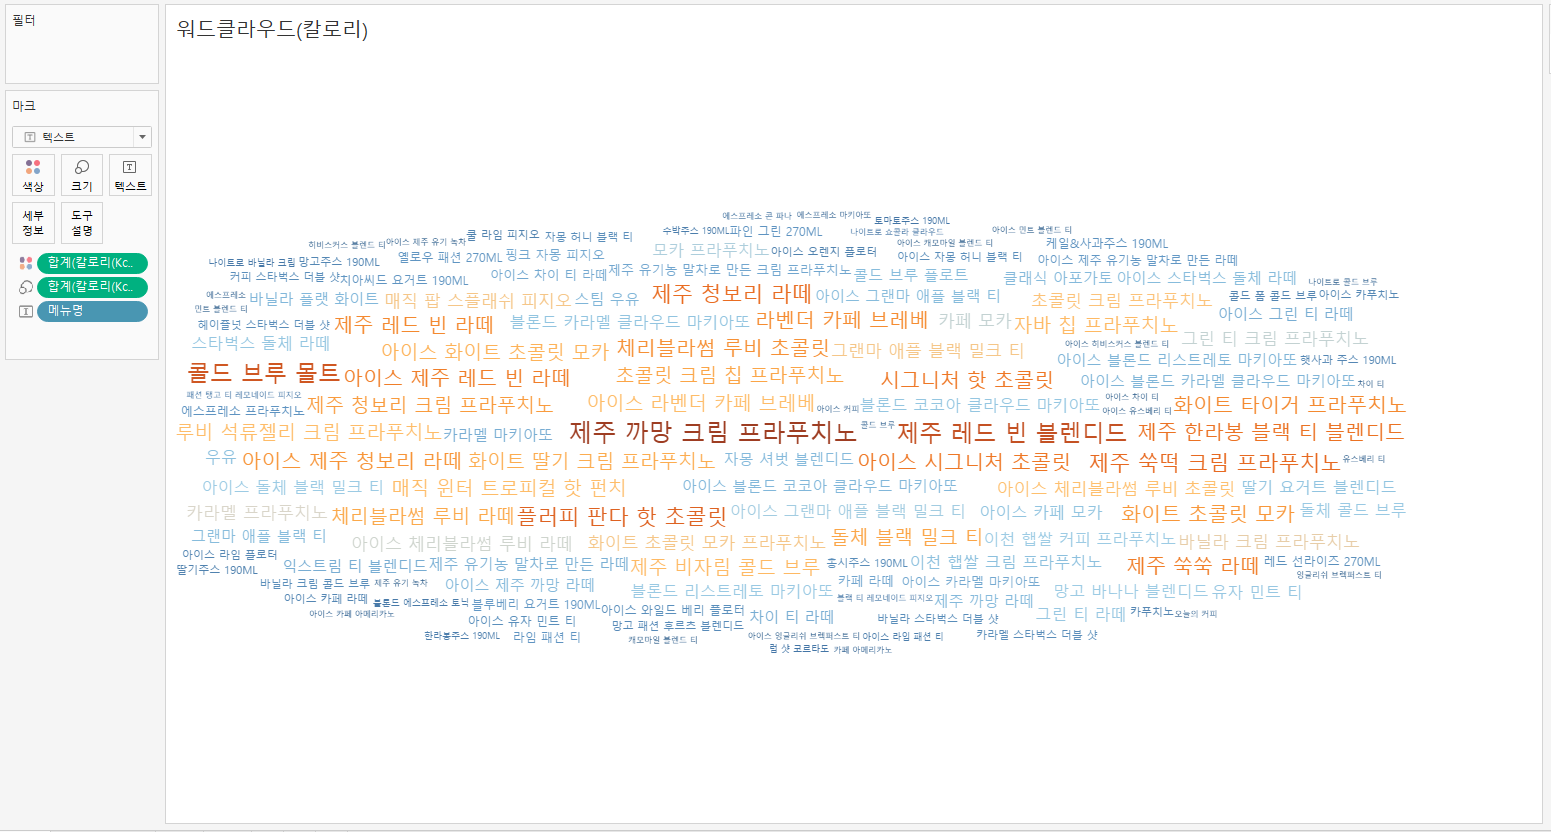 필터
마크
텍스트
색상
크기
텍스트
세부
정보
도구
설명
합계(칼로리(Kc..
합계(칼로리(Kc..
메뉴명
워드클라우드(칼로리)
에스프레소 콘 파나 에스프레소 마키아또 토마토주스 190ML
히비스커스 블렌드 티 아이스 제주 유기 녹차 쿨 라임 피지오 자몽 허니 블랙 티 수박주스 190ML 파인 그린 270ML 나이트로 쇼콜라 클라우드 아이스 민트 블렌드 티
나이트로 바닐라 크림 망고주스 190ML 옐로우 패션 270ML 핑크 자몽 피지오 모카 프라푸치노 아이스 오렌지 플로터 아이스 캐모마일 블렌드 티 아이스 자몽 허니 블랙 티 케일&사과주스 190ML 아이스 제주 유기농 말차로 만든 라떼
커피 스타벅스 더블 샷 치아씨드 요거트 190ML 아이스 차이 티 라떼 제주 유기농 말차로 만든 크림 프라푸치노 콜드 브루 플로트 클래식 아포가토 아이스 스타벅스 돌체 라떼 나이트로 콜드 브루
에스프레소 바닐라 플랫 화이트 매직 팝 스플래쉬 피지오 스팀 우유 제주 청보리 라떼 아이스 그랜마 애플 블랙 티 초콜릿 크림 프라푸치노 콜드 폼 콜드 브루 아이스 카푸치노
민트 블렌드 티 헤이즐넛 스타벅스 더블 샷 제주 레드 빈 라떼 블론드 카라멜 클라우드 마키아또 라벤더 카페 브레베 카페 모카 자바 칩 프라푸치노 아이스 그린 티 라떼
스타벅스 돌체 라떼 아이스 화이트 초콜릿 모카 체리블라썸 루비 초콜릿 그랜마 애플 블랙 밀크 티 아이스 히비스커스 블렌드 티 그린 티 크림 프라푸치노
아이스 블론드 리스트레토 마키아또 햇사과 주스 190ML
콜드 브루 몰트 아이스 제주 레드 빈 라떼 초콜릿 크림 칩 프라푸치노 시그니처 핫 초콜릿 아이스 블론드 카라멜 클라우드 마키아또 차이 티
패션 탱고 티 레모네이드 피지오 에스프레소 프라푸치노 제주 청보리 크림 프라푸치노 아이스 라벤더 카페 브레베 아이스 커피 블론드 코코아 클라우드 마키아또 아이스 차이 티 아이스 유스베리 티 화이트 타이거 프라푸치노
루비 석류젤리 크림 프라푸치노 카라멜 마키아또 제주 까망 크림 프라푸치노 콜드 브루 제주 레드 빈 블렌디드 제주 한라봉 블랙 티 블렌디드
우유 아이스 제주 청보리 라떼 화이트 딸기 크림 프라푸치노 자몽 셔벗 블렌디드 아이스 시그니처 초콜릿 제주 쑥떡 크림 프라푸치노 유스베리 티
아이스 돌체 블랙 밀크 티 매직 윈터 트로피컬 핫 펀치 아이스 블론드 코코아 클라우드 마키아또 아이스 체리블라썸 루비 초콜릿 딸기 요거트 블렌디드
카라멜 프라푸치노 체리블라썸 루비 라떼 플러피 판다 핫 초콜릿 아이스 그랜마 애플 블랙 밀크 티 아이스 카페 모카 화이트 초콜릿 모카 돌체 콜드 브루
그랜마 애플 블랙 티 아이스 체리블라썸 루비 라떼 화이트 초콜릿 모카 프라푸치노 돌체 블랙 밀크 티 이천 햅쌀 커피 프라푸치노 바닐라 크림 프라푸치노
아이스 라임 플로터 딸기주스 190ML 익스트림 티 블렌디드 제주 유기농 말차로 만든 라떼 제주 비자림 콜드 브루 홍시주스 190ML 이천 햅쌀 크림 프라푸치노 제주 쑥쑥 라떼 레드 선라이즈 270ML
바닐라 크림 콜드 브루 제주 유기 녹차 아이스 제주 까망 라떼 블론드 리스트레토 마키아또 카페 라떼 아이스 카라멜 마키아또 망고 바나나 블렌디드 유자 민트 티 잉글리쉬 브렉퍼스트 티
아이스 카페 라떼 블론드 에스프레소 토닉 블루베리 요거트 190ML 아이스 와일드 베리 플로터 블랙 티 레모네이드 피지오 제주 까망 라떼
아이스 카페 아메리카노 아이스 유자 민트 티 망고 패션 후르츠 블렌디드 차이 티 라떼 바닐라 스타벅스 더블 샷 그린 티 라떼 카푸치노 오늘의 커피
한라봉주스 190ML 라임 패션 티 캐모마일 블렌드 티 아이스 잉글리쉬 브렉퍼스트 티 아이스 라임 패션 티 카라멜 스타벅스 더블 샷
럼 샷 코르타도 카페 아메리카노